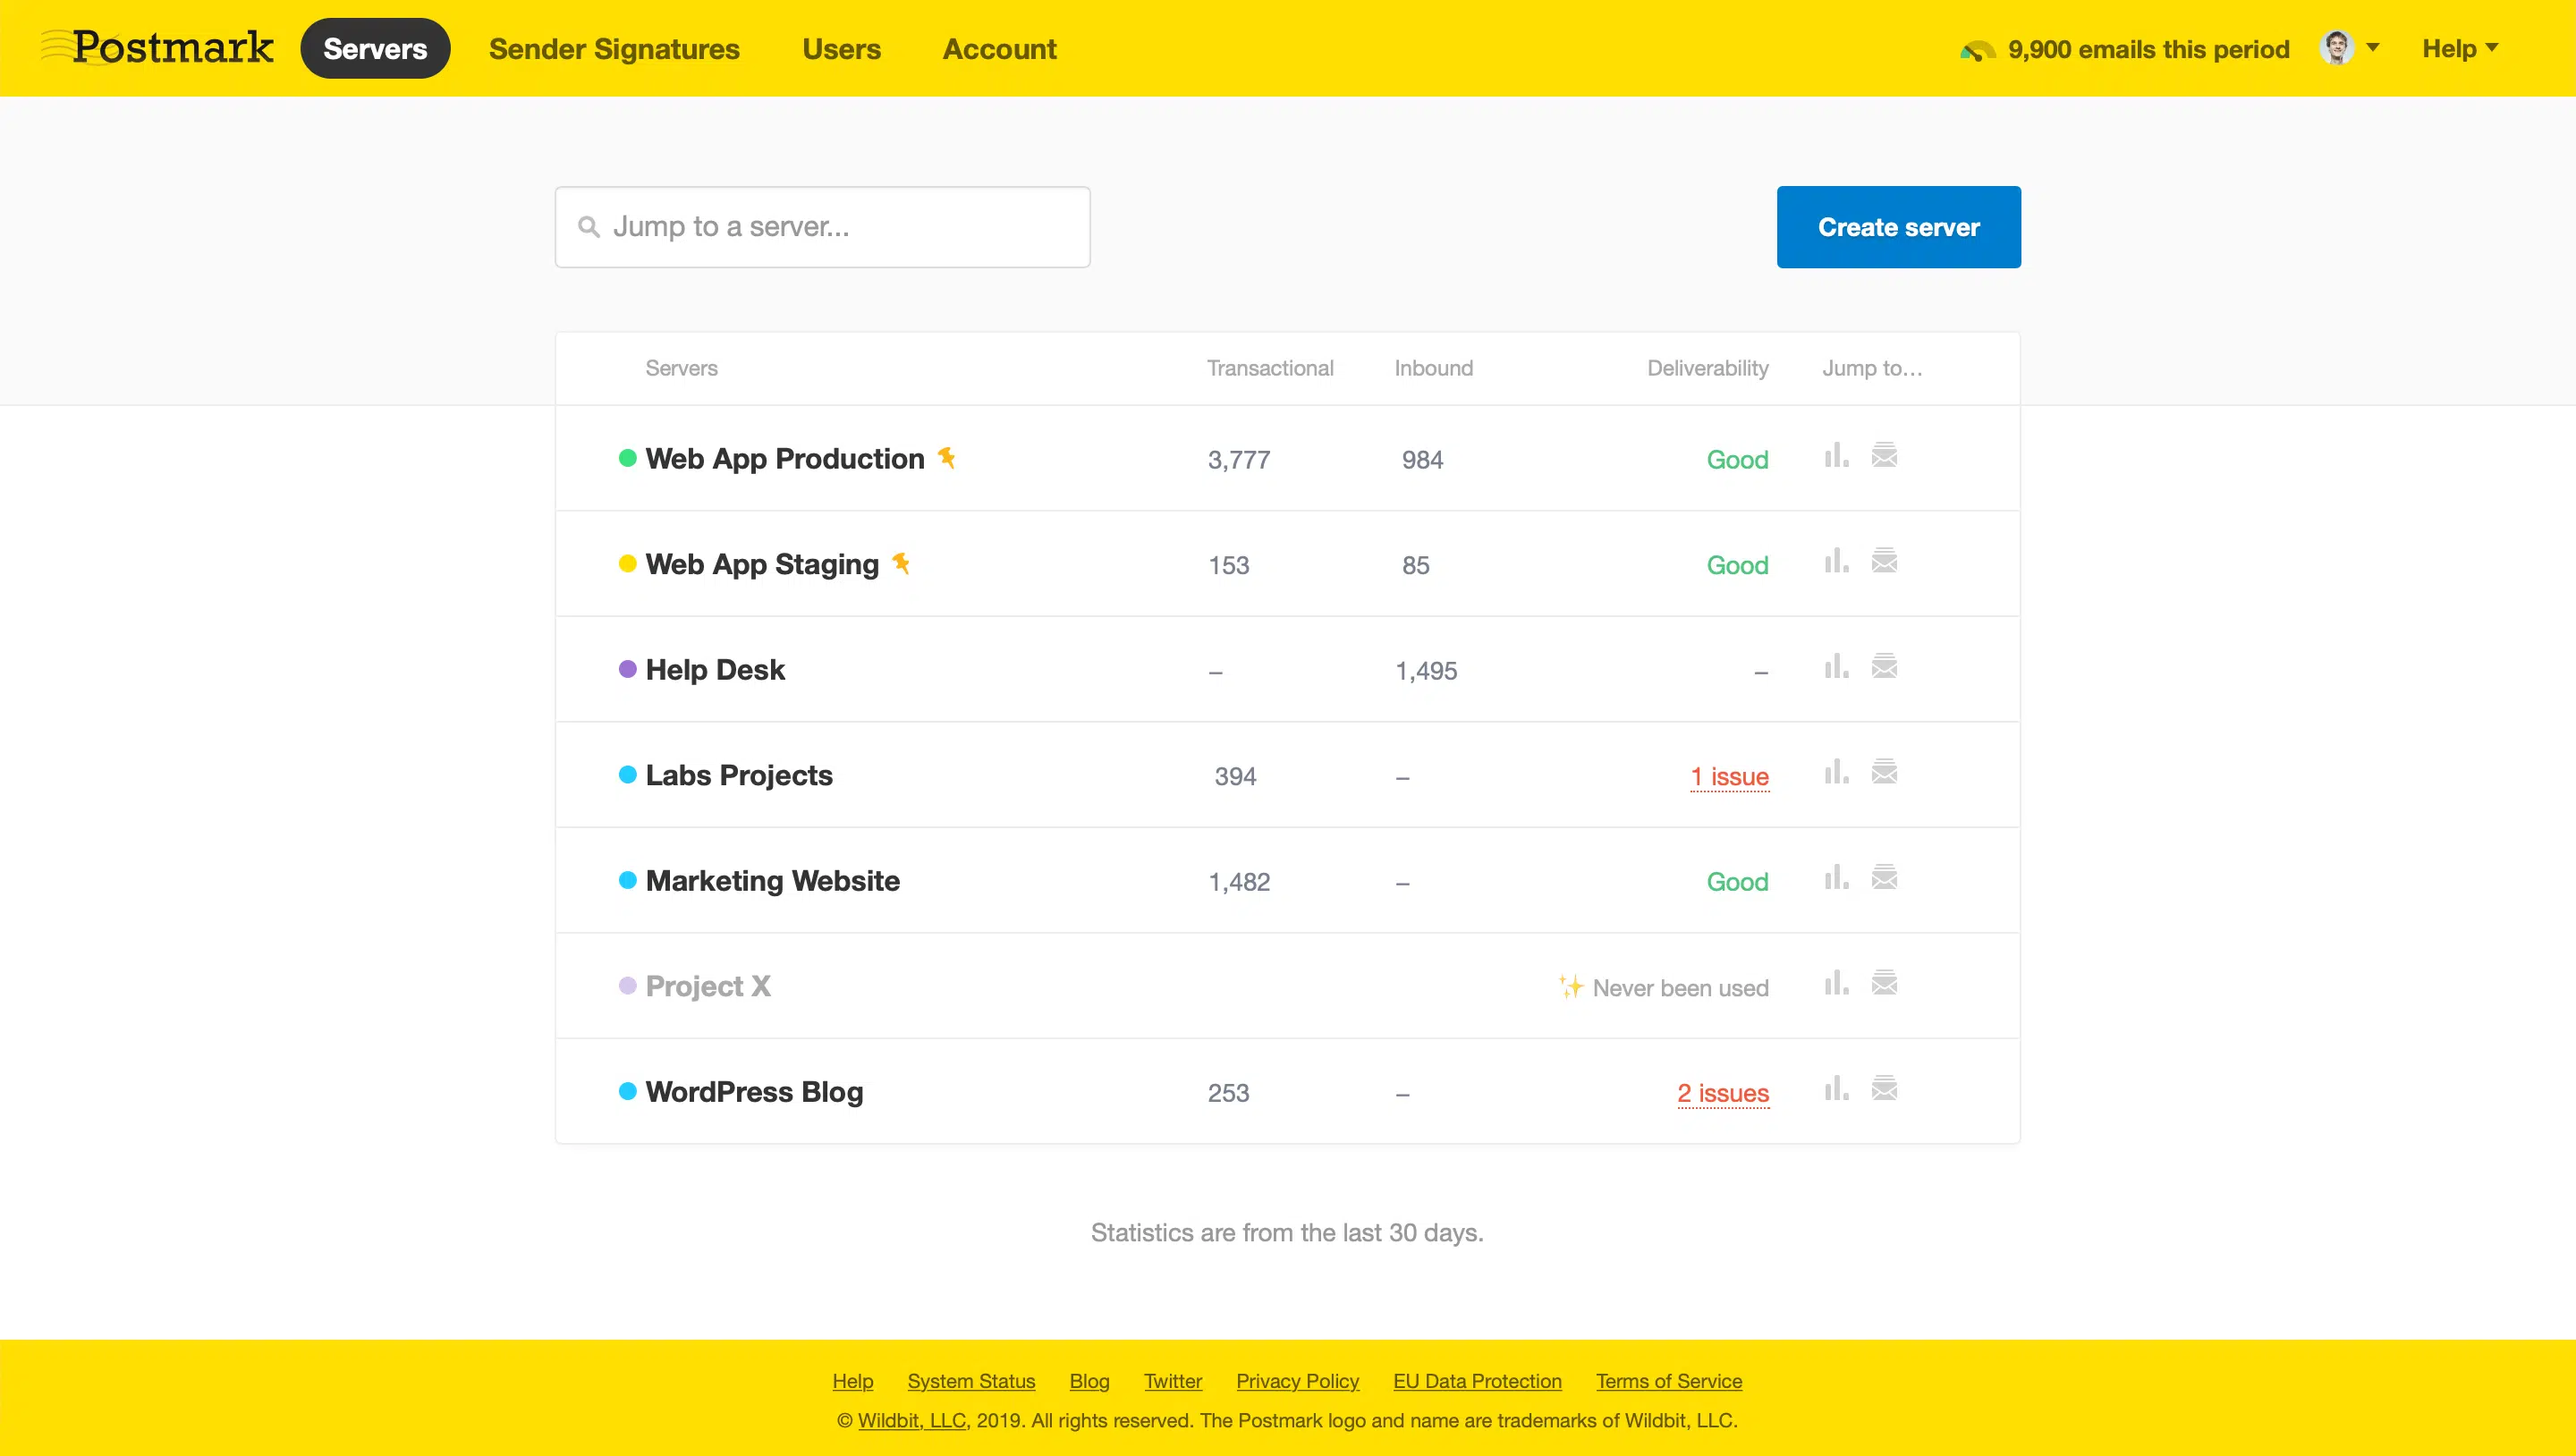 Postmark Servers Sender Signatures Users Account 9,900 emails this period Help
Jump to a server... Create server
Servers Transactional Inbound Deliverability Jump to…
Web App Production 3,777 984 Good
Web App Staging 153 85 Good
Help Desk – 1,495 –
Labs Projects 394 – 1 issue
Marketing Website 1,482 – Good
Project X ✨ Never been used
WordPress Blog 253 – 2 issues
Statistics are from the last 30 days.
Help System Status Blog Twitter Privacy Policy EU Data Protection Terms of Service
© Wildbit, LLC, 2019. All rights reserved. The Postmark logo and name are trademarks of Wildbit, LLC.